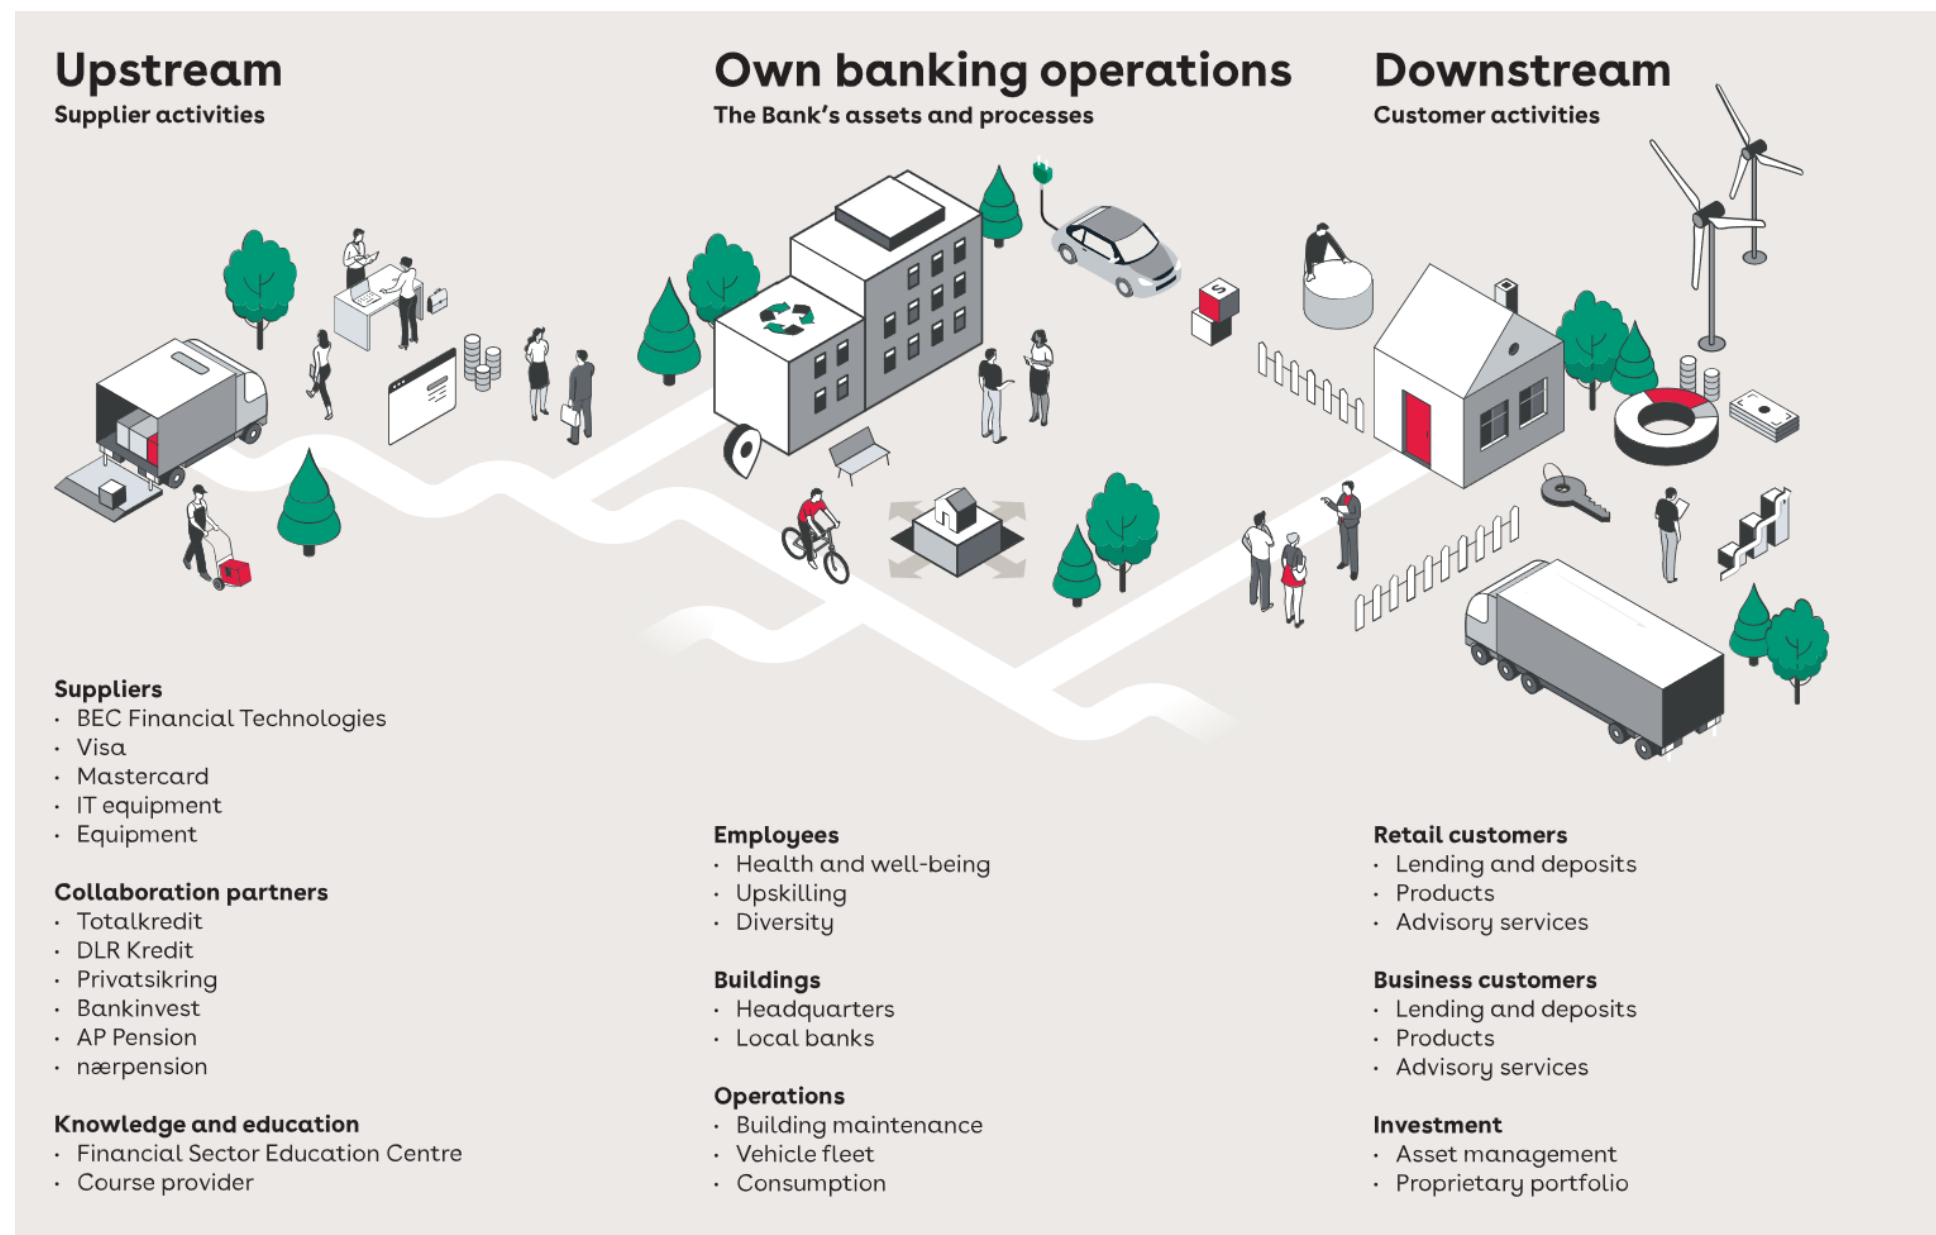 Upstream
Supplier activities
Own banking operations
The Bank's assets and processes
Downstream
Customer activities
S
Suppliers
· BEC Financial Technologies
· Visa
· Mastercard
· IT equipment
· Equipment
Collaboration partners
· Totalkredit
· DLR Kredit
· Privatsikring
· Bankinvest
· AP Pension
· nærpension
Knowledge and education
· Financial Sector Education Centre
· Course provider
Employees
· Health and well-being
· Upskilling
· Diversity
Buildings
· Headquarters
· Local banks
Operations
· Building maintenance
· Vehicle fleet
· Consumption
Retail customers
· Lending and deposits
· Products
· Advisory services
Business customers
· Lending and deposits
· Products
· Advisory services
Investment
· Asset management
· Proprietary portfolio